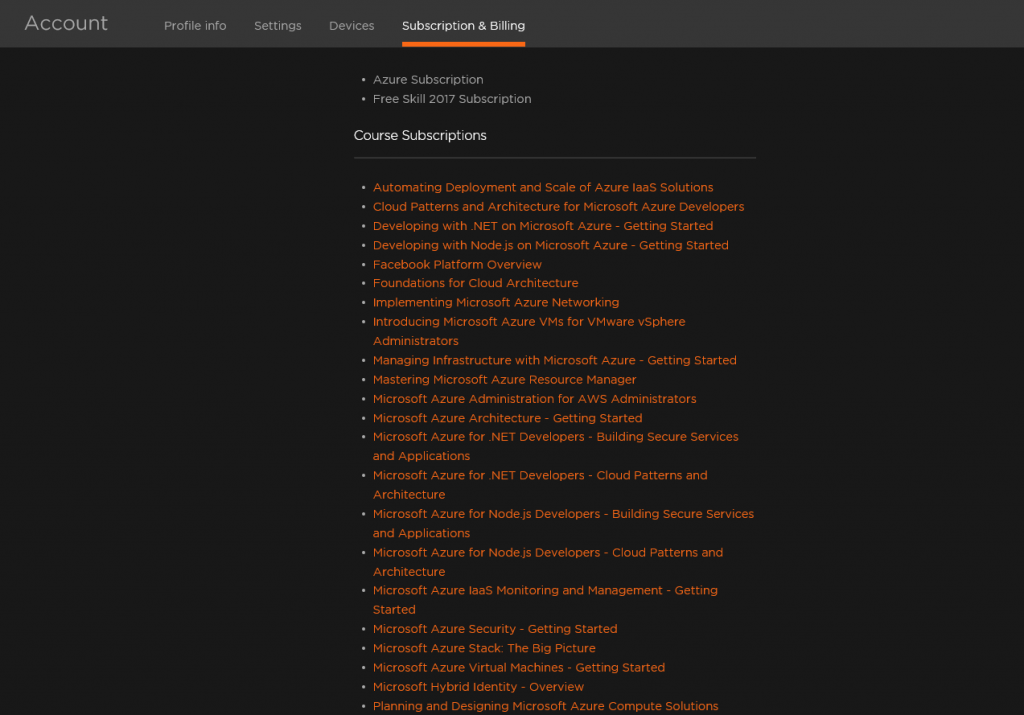 Account
Profile info
Settings
Devices
Subscription & Billing
• Azure Subscription
• Free Skill 2017 Subscription
Course Subscriptions
• Automating Deployment and Scale of Azure IaaS Solutions
• Cloud Patterns and Architecture for Microsoft Azure Developers
• Developing with .NET on Microsoft Azure - Getting Started
• Developing with Node.js on Microsoft Azure - Getting Started
• Facebook Platform Overview
• Foundations for Cloud Architecture
• Implementing Microsoft Azure Networking
• Introducing Microsoft Azure VMs for VMware vSphere
Administrators
• Managing Infrastructure with Microsoft Azure - Getting Started
• Mastering Microsoft Azure Resource Manager
• Microsoft Azure Administration for AWS Administrators
• Microsoft Azure Architecture - Getting Started
• Microsoft Azure for .NET Developers - Building Secure Services
and Applications
• Microsoft Azure for .NET Developers - Cloud Patterns and
Architecture
• Microsoft Azure for Node.js Developers - Building Secure Services
and Applications
• Microsoft Azure for Node.js Developers - Cloud Patterns and
Architecture
• Microsoft Azure IaaS Monitoring and Management - Getting
Started
• Microsoft Azure Security - Getting Started
• Microsoft Azure Stack: The Big Picture
• Microsoft Azure Virtual Machines - Getting Started
• Microsoft Hybrid Identity - Overview
• Planning and Designing Microsoft Azure Compute Solutions